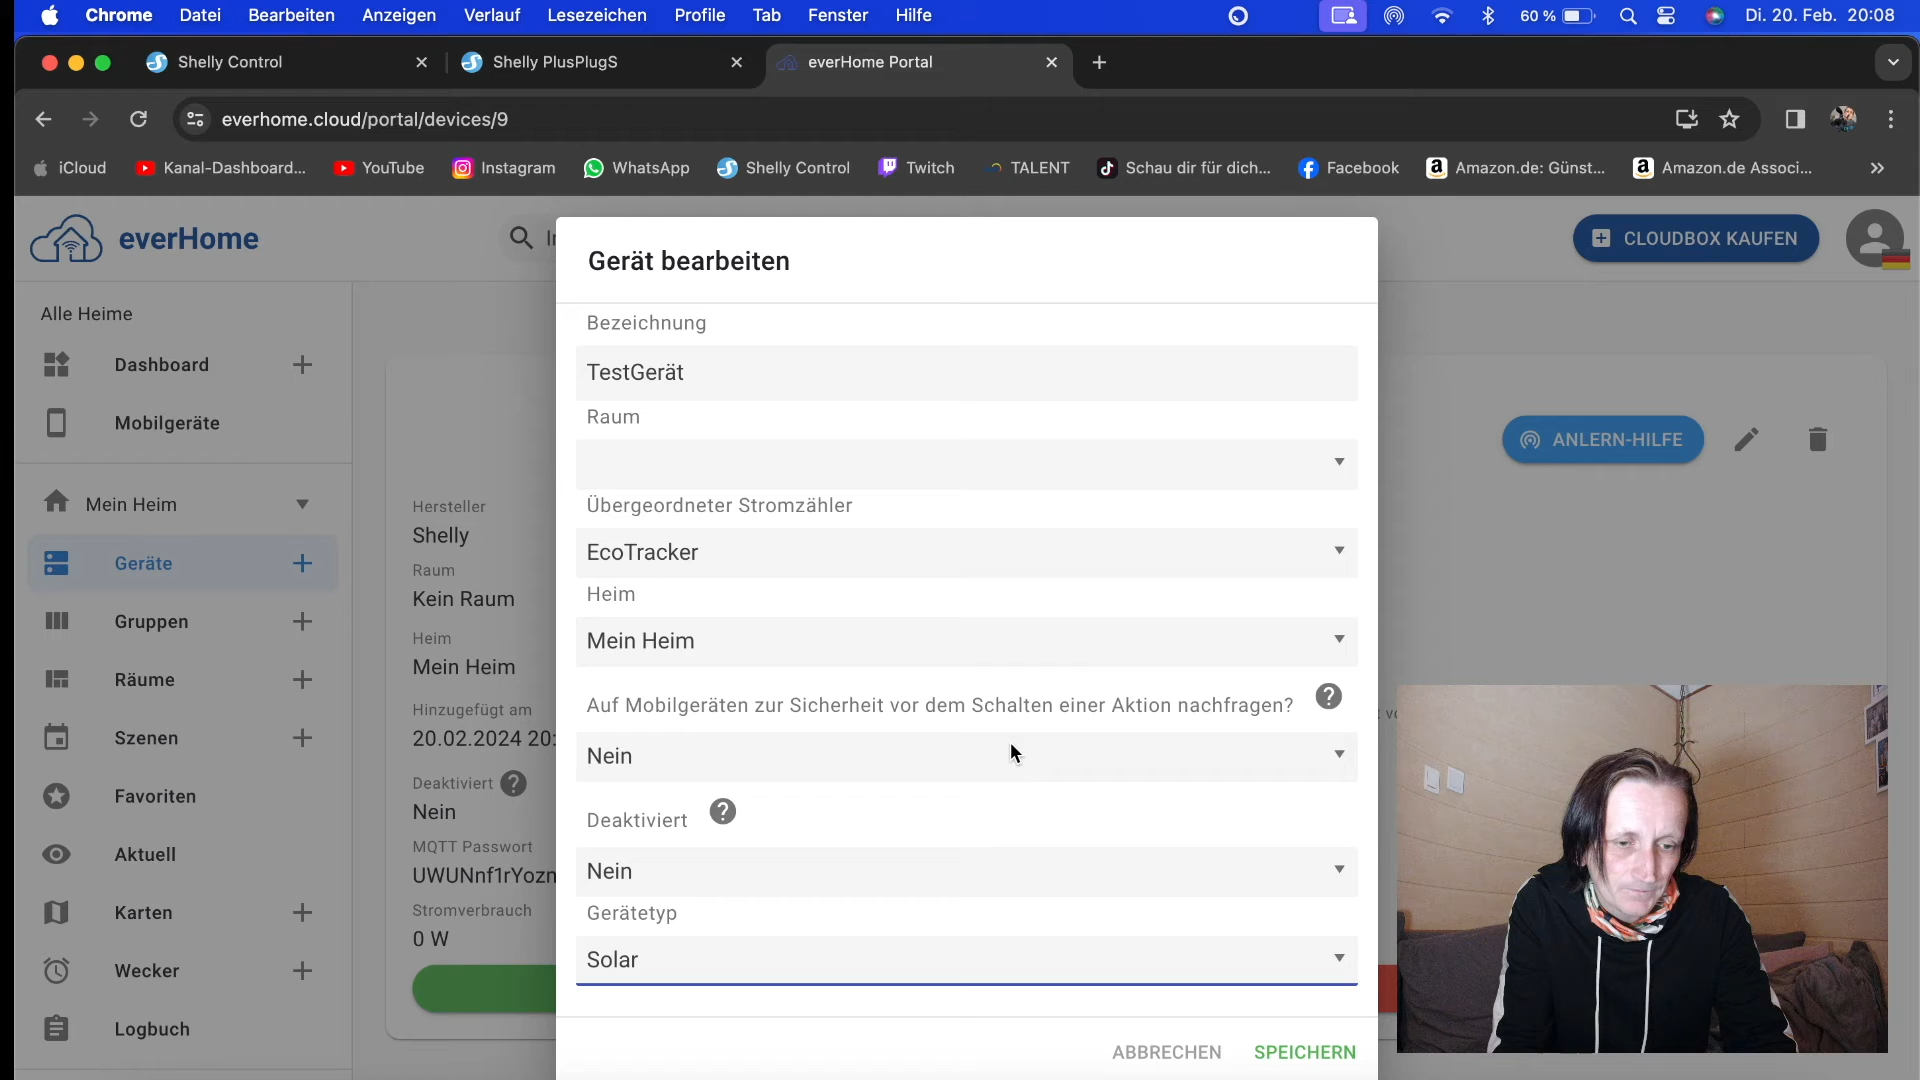 Chrome Datei Bearbeiten Anzeigen Verlauf Lesezeichen Profile Tab Fenster Hilfe 60 % Di. 20. Feb. 20:08
Shelly Control Shelly PlusPlugS everHome Portal
everhome.cloud/portal/devices/9
iCloud Kanal-Dashboard... YouTube Instagram WhatsApp Shelly Control Twitch TALENT Schau dir für dich... Facebook Amazon.de: Günst... Amazon.de Associ...
everHome
CLOUDBOX KAUFEN
Alle Heime
Dashboard
Mobilgeräte
Mein Heim
Geräte
Gruppen
Räume
Szenen
Favoriten
Aktuell
Karten
Wecker
Logbuch
ANLERN-HILFE
Hersteller
Shelly
Raum
Kein Raum
Heim
Mein Heim
Hinzugefügt am
20.02.2024 20:
Deaktiviert ?
Nein
MQTT Passwort
UWUNnf1rYozn
Stromverbrauch
0 W
Gerät bearbeiten
Bezeichnung
TestGerät
Raum
Übergeordneter Stromzähler
EcoTracker
Heim
Mein Heim
Auf Mobilgeräten zur Sicherheit vor dem Schalten einer Aktion nachfragen? ?
Nein
Deaktiviert ?
Nein
Gerätetyp
Solar
ABBRECHEN SPEICHERN